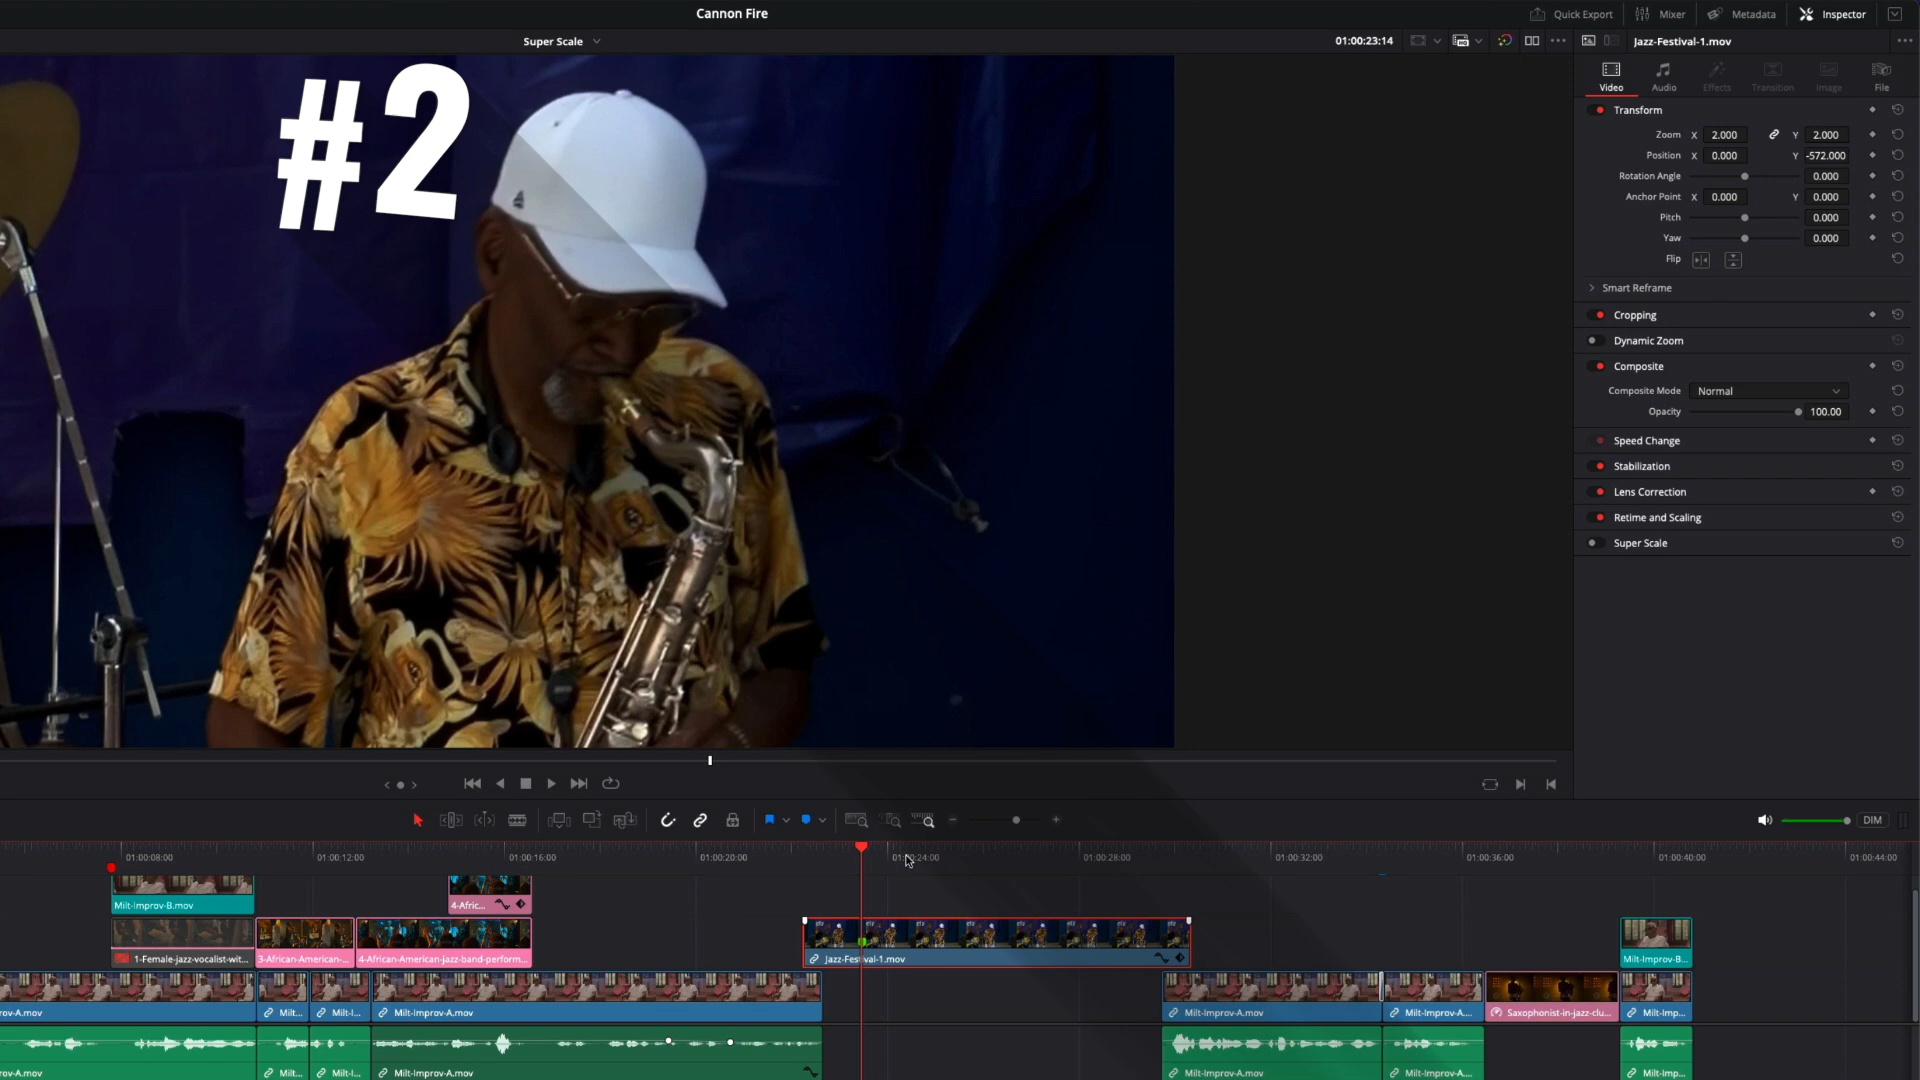 Cannon Fire
Quick Export
Mixer
Metadata
Inspector
Super Scale
01:00:23:14
Jazz-Festival-1.mov
#2
Video
Audio
Effects
Transition
Image
File
Transform
Zoom X 2.000 Y 2.000
Position X 0.000 Y -572.000
Rotation Angle 0.000
Anchor Point X 0.000 Y 0.000
Pitch 0.000
Yaw 0.000
Flip
Smart Reframe
Cropping
Dynamic Zoom
Composite
Composite Mode Normal
Opacity 100.00
Speed Change
Stabilization
Lens Correction
Retime and Scaling
Super Scale
DIM
01:00:08:00
01:00:12:00
01:00:16:00
01:00:20:00
01:00:24:00
01:00:28:00
01:00:32:00
01:00:36:00
01:00:40:00
01:00:44:00
Milt-Improv-B.mov
4-Afric...
1-Female-jazz-vocalist-wit...
3-African-American-...
4-African-American-jazz-band-perform...
Jazz-Festival-1.mov
Milt-Improv-B...
ov-A.mov
Milt...
Milt-I...
Milt-Improv-A.mov
Milt-Improv-A.mov
Milt-Improv-A...
Saxophonist-in-jazz-clu...
Milt-Imp...
rov-A.mov
Milt...
Milt-I...
Milt-Improv-A.mov
Milt-Improv-A.mov
Milt-Improv-A....
Milt-Imp...